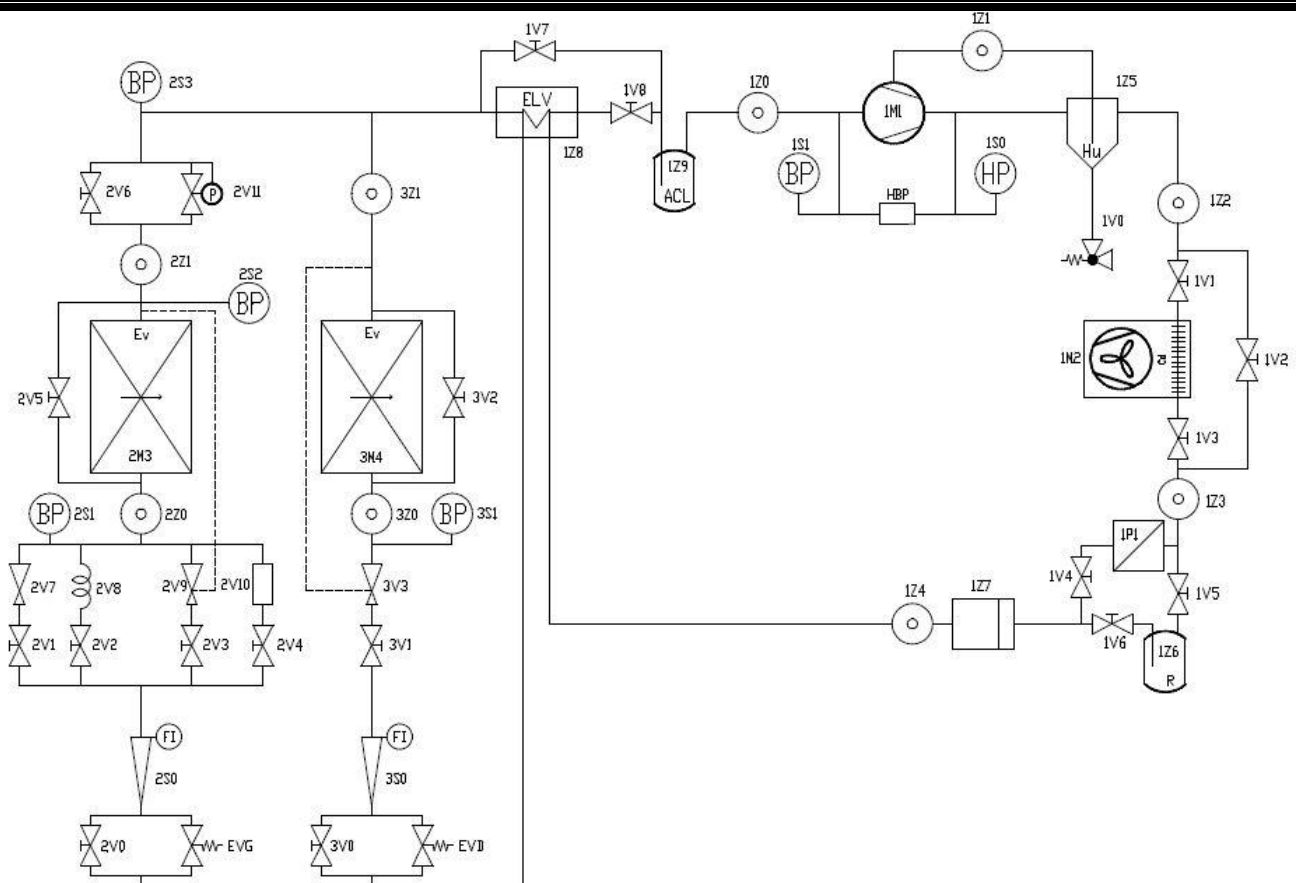 1Z1
1V7
BP 2S3
1V8
1Z0
1Z5
ELV
1M1
1Z8
1Z9
ACL
1S1
BP
1S0
HP
Hu
HBP
2V6
P
2V11
3Z1
1Z2
1V0
2Z1
2S2
BP
1V1
Ev
Ev
1M2
1V2
2V5
3V2
1V3
2M3
3M4
BP 2S1
2Z0
3Z0
BP 3S1
1Z3
1P1
2V7
2V8
2V9
2V10
3V3
1V4
1Z4
1Z7
1V5
2V1
2V2
2V3
2V4
3V1
1V6
1Z6
R
FI
FI
2S0
3S0
2V0
EVG
3V0
EVD